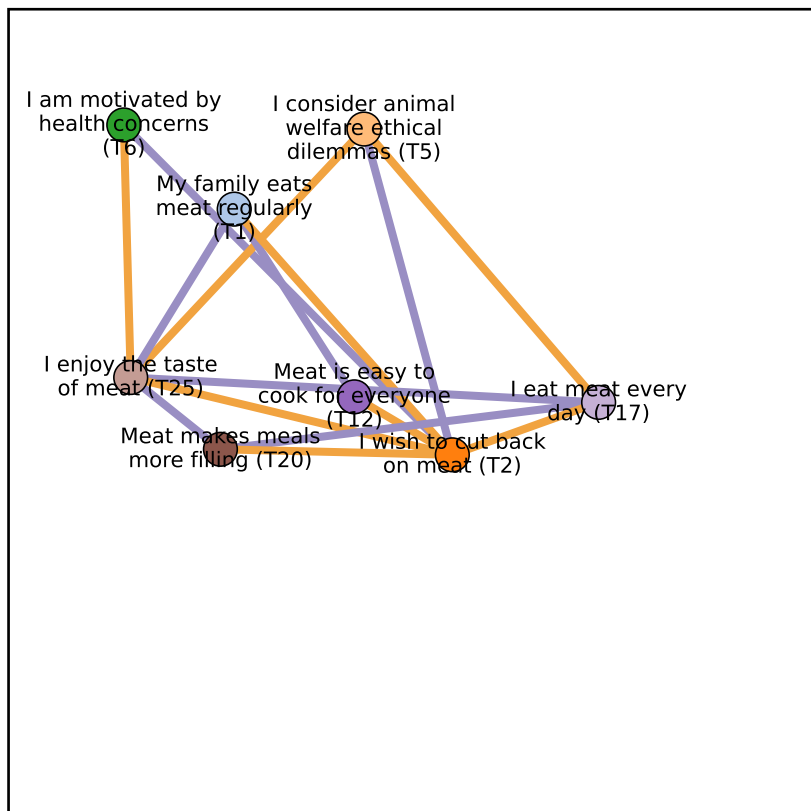 I am motivated by
health concerns
(T6)
I consider animal
welfare ethical
dilemmas (T5)
My family eats
meat regularly
(T1)
I enjoy the taste
of meat (T25)
Meat is easy to
cook for everyone
(T12)
I eat meat every
day (T17)
Meat makes meals
more filling (T20)
I wish to cut back
on meat (T2)